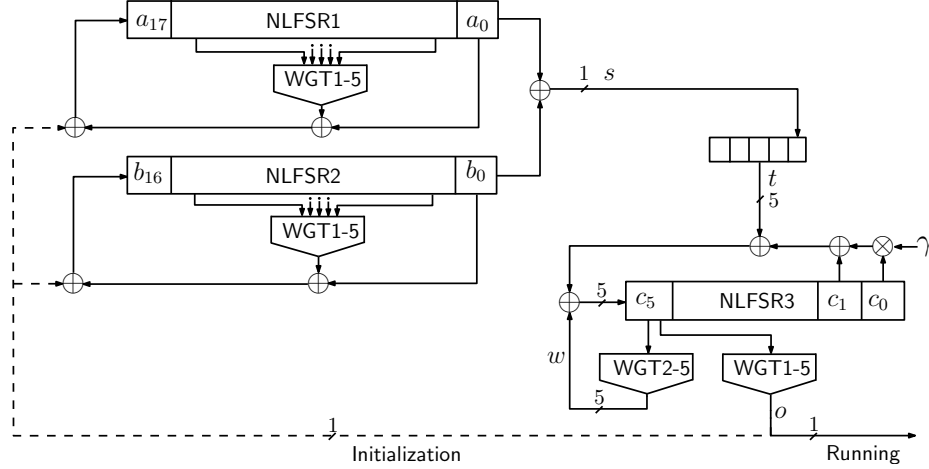 a17 NLFSR1 a0
WGT1-5
1 s
b16 NLFSR2 b0
WGT1-5
t
5
γ
5 c5 NLFSR3 c1 c0
w
WGT2-5 WGT1-5
5 o
1 1
Initialization Running